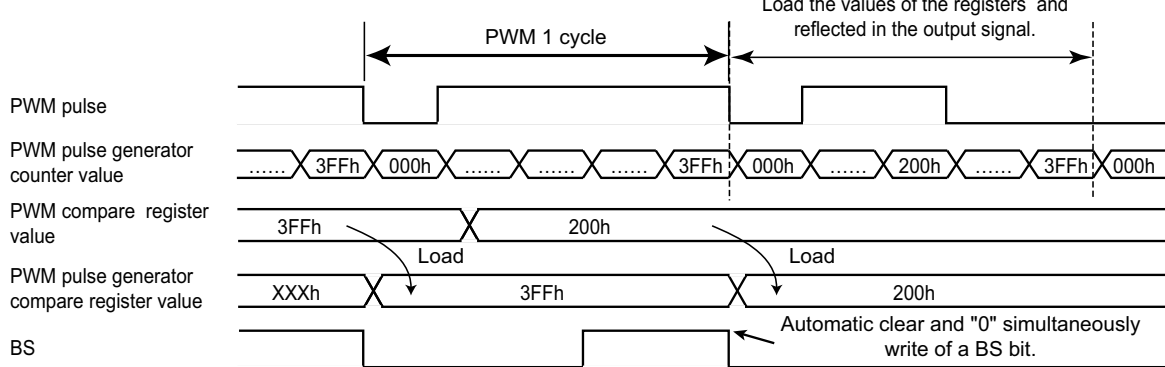 Load the values of the registers and
reflected in the output signal.
PWM 1 cycle
PWM pulse
PWM pulse generator
counter value
...... 3FFh 000h ...... ...... ...... 3FFh 000h ...... 200h ...... 3FFh 000h
PWM compare register
value
3FFh 200h
Load Load
PWM pulse generator
compare register value
XXXh 3FFh 200h
BS
Automatic clear and "0" simultaneously
write of a BS bit.